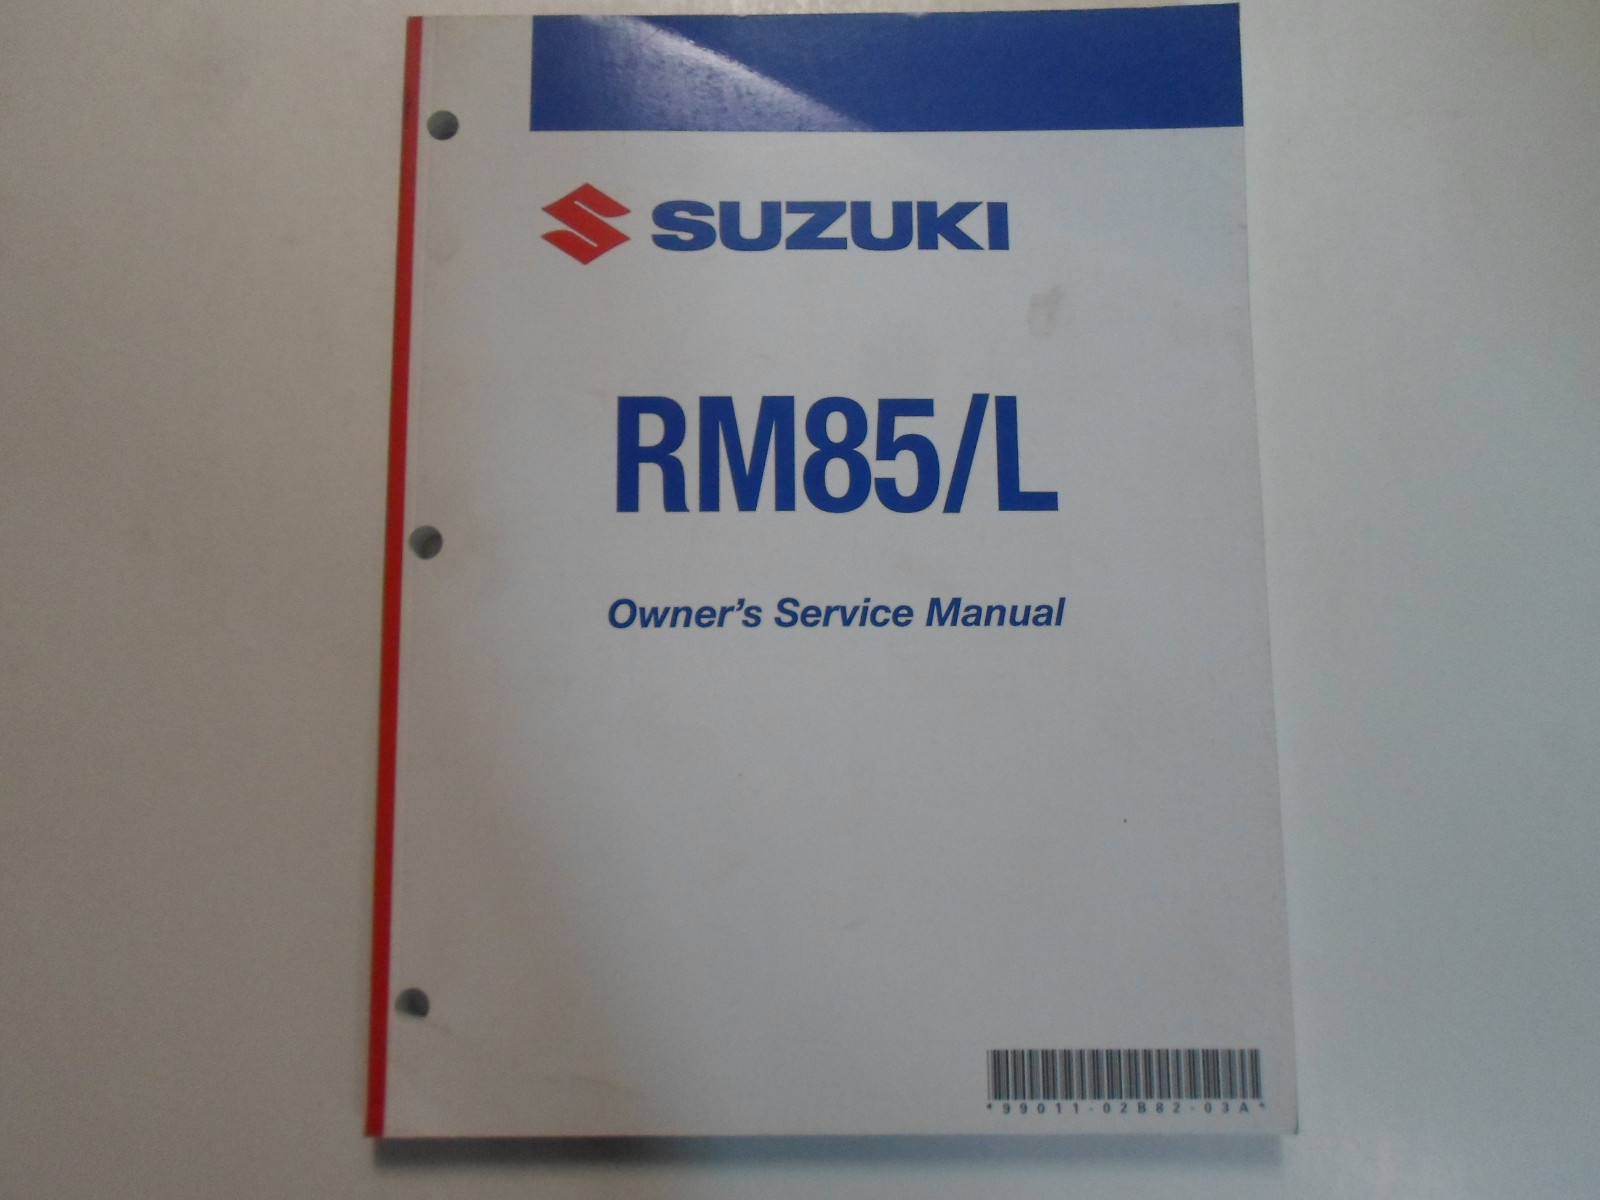 SUZUKI
RM85/L
Owner's Service Manual
*99011-02B82-03A*